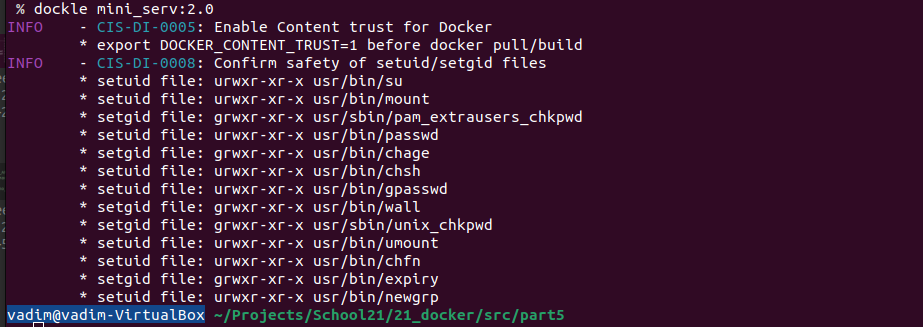 % dockle mini_serv:2.0
INFO - CIS-DI-0005: Enable Content trust for Docker
* export DOCKER_CONTENT_TRUST=1 before docker pull/build
INFO - CIS-DI-0008: Confirm safety of setuid/setgid files
* setuid file: urwxr-xr-x usr/bin/su
* setuid file: urwxr-xr-x usr/bin/mount
* setgid file: grwxr-xr-x usr/sbin/pam_extrausers_chkpwd
* setuid file: urwxr-xr-x usr/bin/passwd
* setgid file: grwxr-xr-x usr/bin/chage
* setuid file: urwxr-xr-x usr/bin/chsh
* setuid file: urwxr-xr-x usr/bin/gpasswd
* setgid file: grwxr-xr-x usr/bin/wall
* setgid file: grwxr-xr-x usr/sbin/unix_chkpwd
* setuid file: urwxr-xr-x usr/bin/umount
* setuid file: urwxr-xr-x usr/bin/chfn
* setgid file: grwxr-xr-x usr/bin/expiry
* setuid file: urwxr-xr-x usr/bin/newgrp
vadim@vadim-VirtualBox ~/Projects/School21/21_docker/src/part5